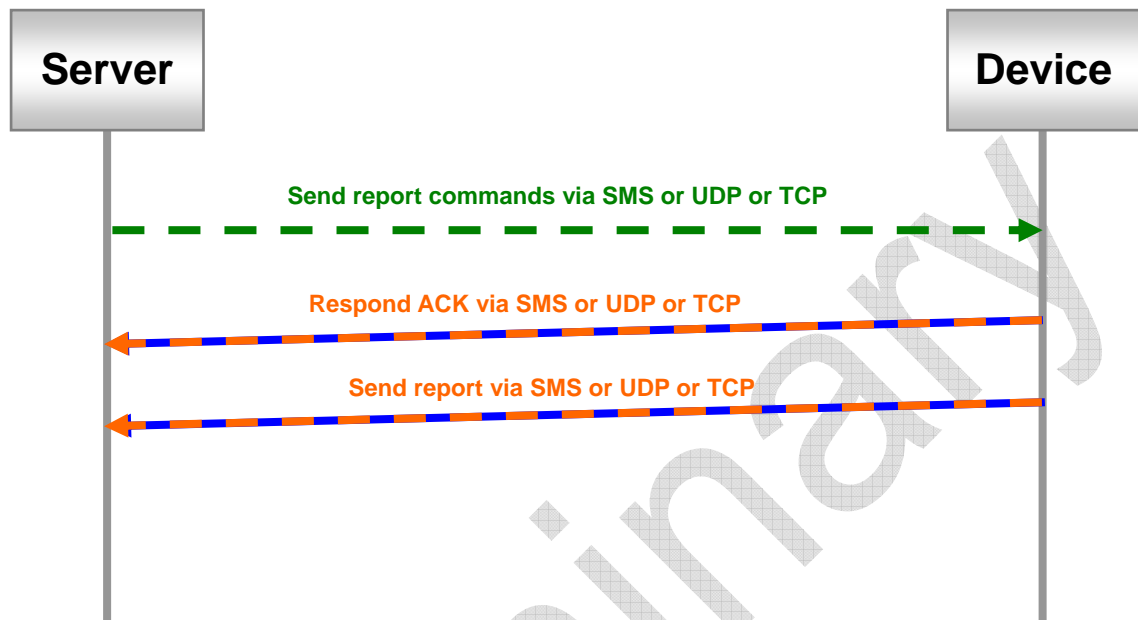 Server
Device
Send report commands via SMS or UDP or TCP
Respond ACK via SMS or UDP or TCP
Send report via SMS or UDP or TCP
inary